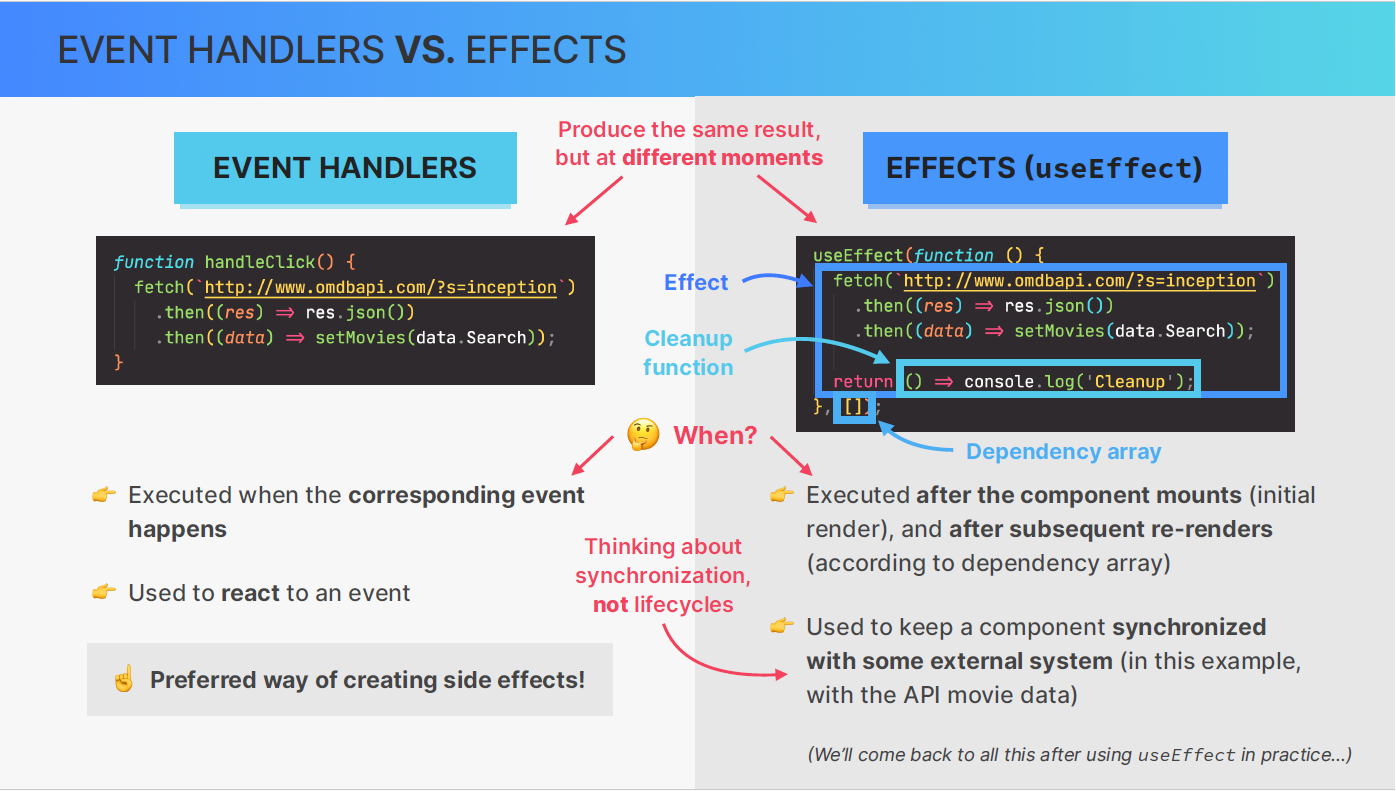 EVENT HANDLERS VS. EFFECTS
Produce the same result,
but at different moments
EVENT HANDLERS
function handleClick() {
fetch(`http://www.omdbapi.com/?s=inception`)
.then((res) => res.json())
.then((data) => setMovies(data.Search));
}
EFFECTS (useEffect)
useEffect(function () {
fetch(`http://www.omdbapi.com/?s=inception`)
.then((res) => res.json())
.then((data) => setMovies(data.Search));
return () => console.log('Cleanup');
}, []);
Effect
Cleanup
function
Dependency array
🤔 When?
👉 Executed when the corresponding event
happens
👉 Used to react to an event
☝️ Preferred way of creating side effects!
Thinking about
synchronization,
not lifecycles
👉 Executed after the component mounts (initial
render), and after subsequent re-renders
(according to dependency array)
👉 Used to keep a component synchronized
with some external system (in this example,
with the API movie data)
(We'll come back to all this after using useEffect in practice...)